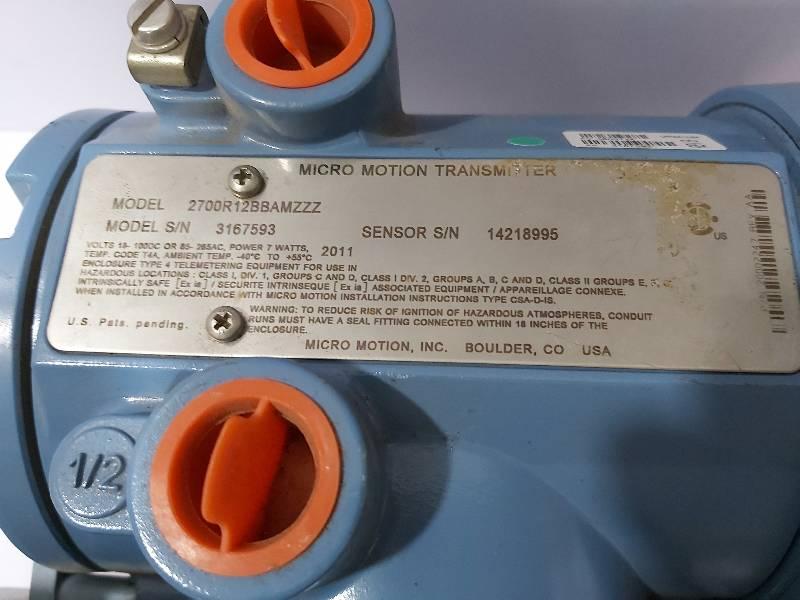 MICRO MOTION TRANSMITTER
MODEL 2700R12BBAMZZZ
MODEL S/N 3167593 SENSOR S/N 14218995
US
VOLTS 18-100DC OR 85-265AC, POWER 7 WATTS, 2011
TEMP. CODE T4A, AMBIENT TEMP. -40°C TO +55°C
ENCLOSURE TYPE 4 TELEMETERING EQUIPMENT FOR USE IN
HAZARDOUS LOCATIONS: CLASS I, DIV. 1, GROUPS C AND D, CLASS I DIV. 2, GROUPS A, B, C AND D, CLASS II GROUPS E, F,
INTRINSICALLY SAFE [Ex ia] / SECURITE INTRINSEQUE [Ex ia] ASSOCIATED EQUIPMENT / APPAREILLAGE CONNEXE.
WHEN INSTALLED IN ACCORDANCE WITH MICRO MOTION INSTALLATION INSTRUCTIONS TYPE CSA-D-IS.
WARNING: TO REDUCE RISK OF IGNITION OF HAZARDOUS ATMOSPHERES, CONDUIT
RUNS MUST HAVE A SEAL FITTING CONNECTED WITHIN 18 INCHES OF THE
ENCLOSURE.
U.S. Pats. pending.
MICRO MOTION, INC. BOULDER, CO USA
1/2